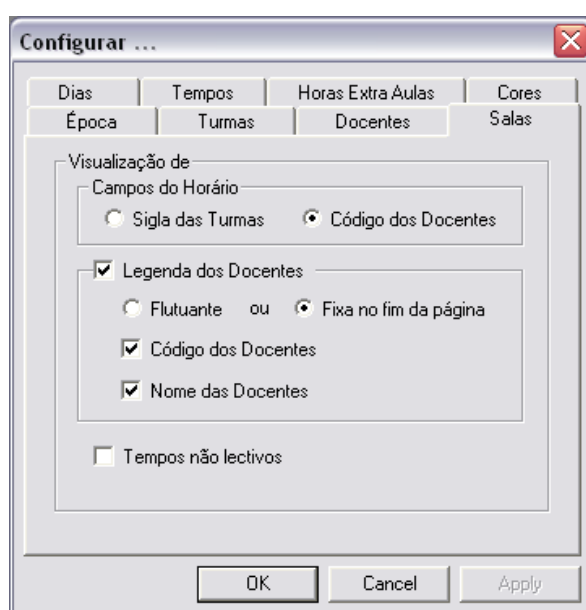 Configurar ...
Dias Tempos Horas Extra Aulas Cores
Época Turmas Docentes Salas
Visualização de
Campos do Horário
Sigla das Turmas Código dos Docentes
Legenda dos Docentes
Flutuante ou Fixa no fim da página
Código dos Docentes
Nome das Docentes
Tempos não lectivos
OK Cancel Apply